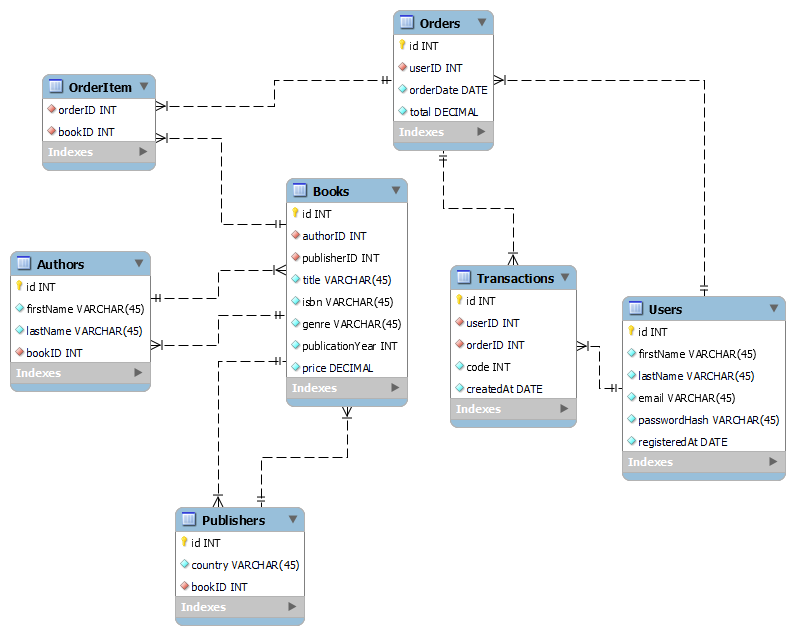 Orders
id INT
userID INT
orderDate DATE
total DECIMAL
Indexes
OrderItem
orderID INT
bookID INT
Indexes
Books
id INT
authorID INT
publisherID INT
title VARCHAR(45)
isbn VARCHAR(45)
genre VARCHAR(45)
publicationYear INT
price DECIMAL
Indexes
Authors
id INT
firstName VARCHAR(45)
lastName VARCHAR(45)
bookID INT
Indexes
Transactions
id INT
userID INT
orderID INT
code INT
createdAt DATE
Indexes
Users
id INT
firstName VARCHAR(45)
lastName VARCHAR(45)
email VARCHAR(45)
passwordHash VARCHAR(45)
registeredAt DATE
Indexes
Publishers
id INT
country VARCHAR(45)
bookID INT
Indexes